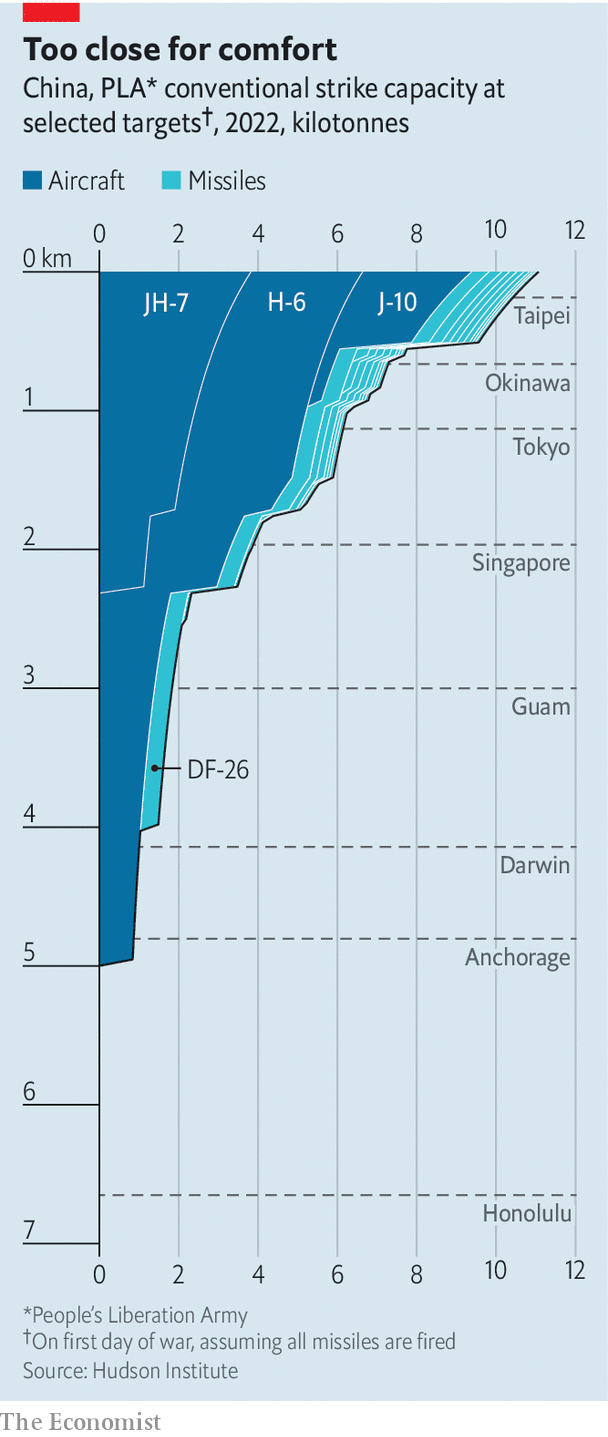 Too close for comfort
China, PLA* conventional strike capacity at
selected targets†, 2022, kilotonnes
Aircraft Missiles
0 2 4 6 8 10 12
0 km
JH-7 H-6 J-10
Taipei
Okinawa
1
Tokyo
2
Singapore
3
Guam
DF-26
4
Darwin
Anchorage
5
6
Honolulu
7
0 2 4 6 8 10 12
*People's Liberation Army
†On first day of war, assuming all missiles are fired
Source: Hudson Institute
The Economist